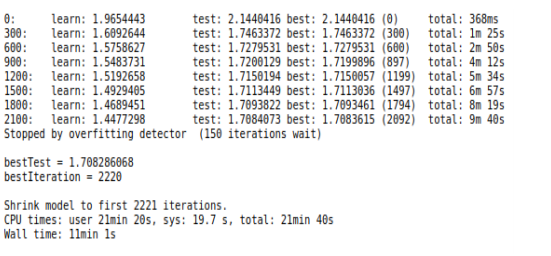 0: learn: 1.9654443 test: 2.1440416 best: 2.1440416 (0) total: 368ms
300: learn: 1.6092644 test: 1.7463372 best: 1.7463372 (300) total: 1m 25s
600: learn: 1.5758627 test: 1.7279531 best: 1.7279531 (600) total: 2m 50s
900: learn: 1.5483731 test: 1.7200129 best: 1.7199896 (897) total: 4m 12s
1200: learn: 1.5192658 test: 1.7150194 best: 1.7150057 (1199) total: 5m 34s
1500: learn: 1.4929405 test: 1.7113449 best: 1.7113036 (1497) total: 6m 57s
1800: learn: 1.4689451 test: 1.7093822 best: 1.7093461 (1794) total: 8m 19s
2100: learn: 1.4477298 test: 1.7084073 best: 1.7083615 (2092) total: 9m 40s
Stopped by overfitting detector (150 iterations wait)
bestTest = 1.708286068
bestIteration = 2220
Shrink model to first 2221 iterations.
CPU times: user 21min 20s, sys: 19.7 s, total: 21min 40s
Wall time: 11min 1s